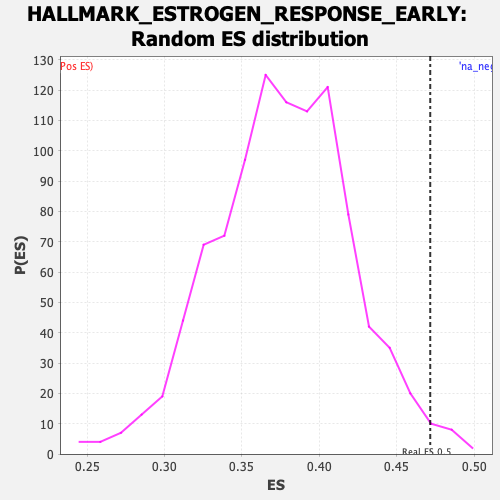 HALLMARK_ESTROGEN_RESPONSE_EARLY:
Random ES distribution
Pos ES)
'na_neg
130
120
110
100
90
80
70
60
50
40
30
20
10
0
P(ES)
Real ES 0.5
0.25 0.30 0.35 0.40 0.45 0.50
ES